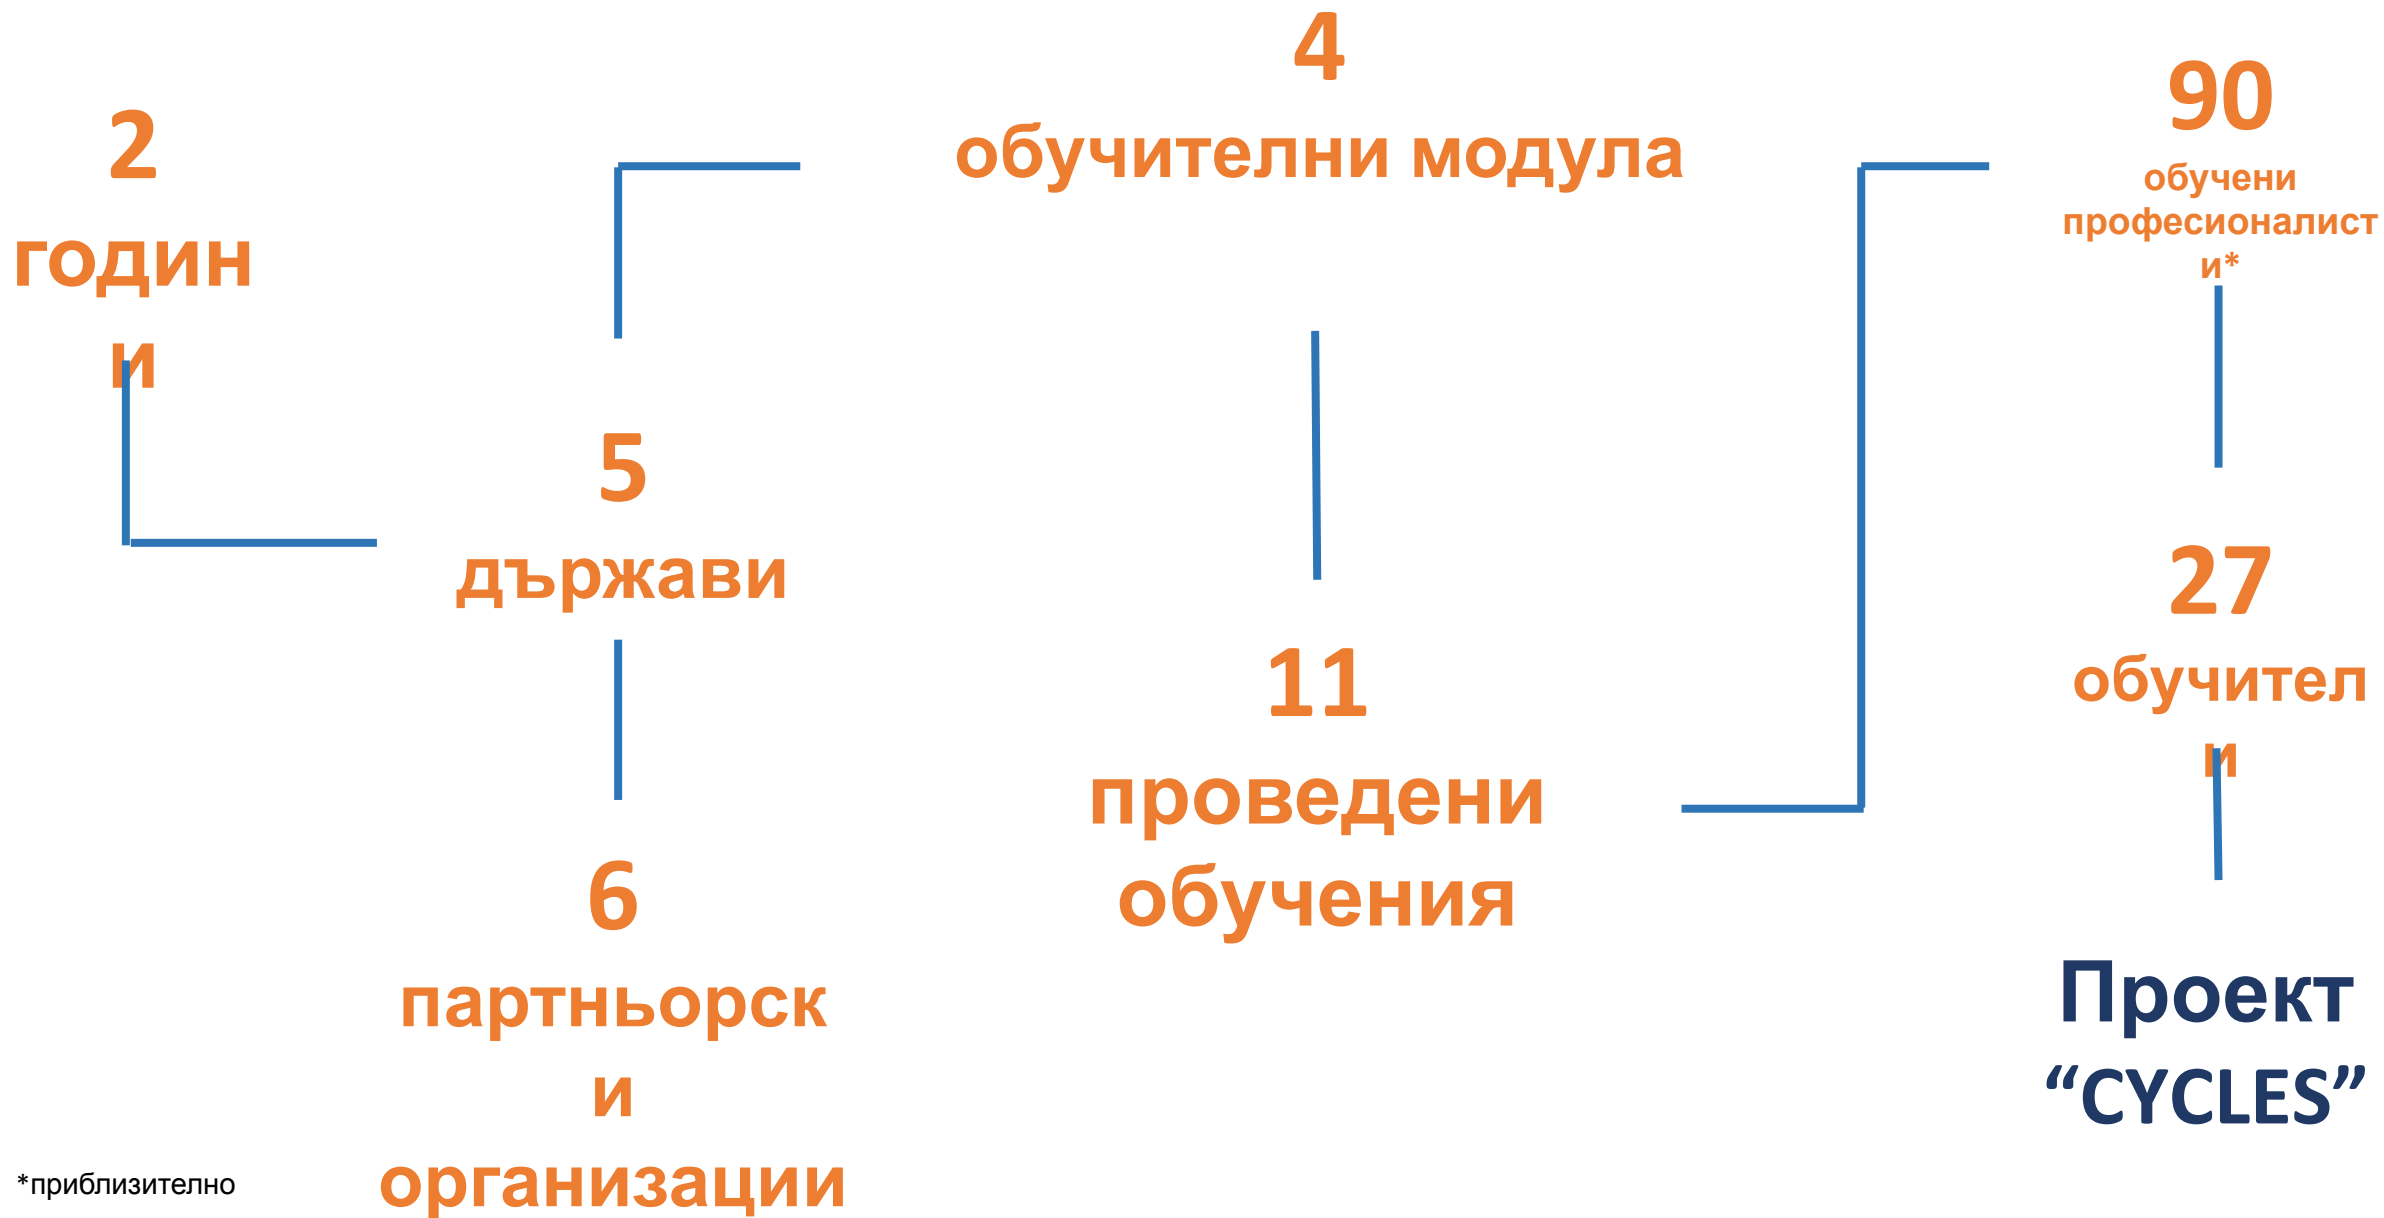 2
годин
и
5
държави
6
партньорск
и
организации
4
обучителни модула
11
проведени
обучения
90
обучени
професионалист
и*
27
обучител
и
Проект
“CYCLES”
*приблизително